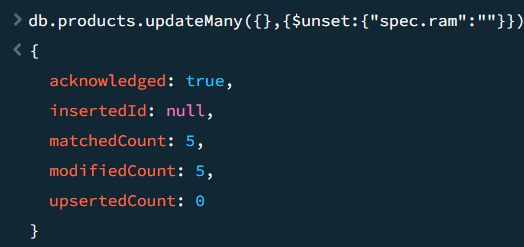 > db.products.updateMany({},{$unset:{"spec.ram":""}})
< {
acknowledged: true,
insertedId: null,
matchedCount: 5,
modifiedCount: 5,
upsertedCount: 0
}